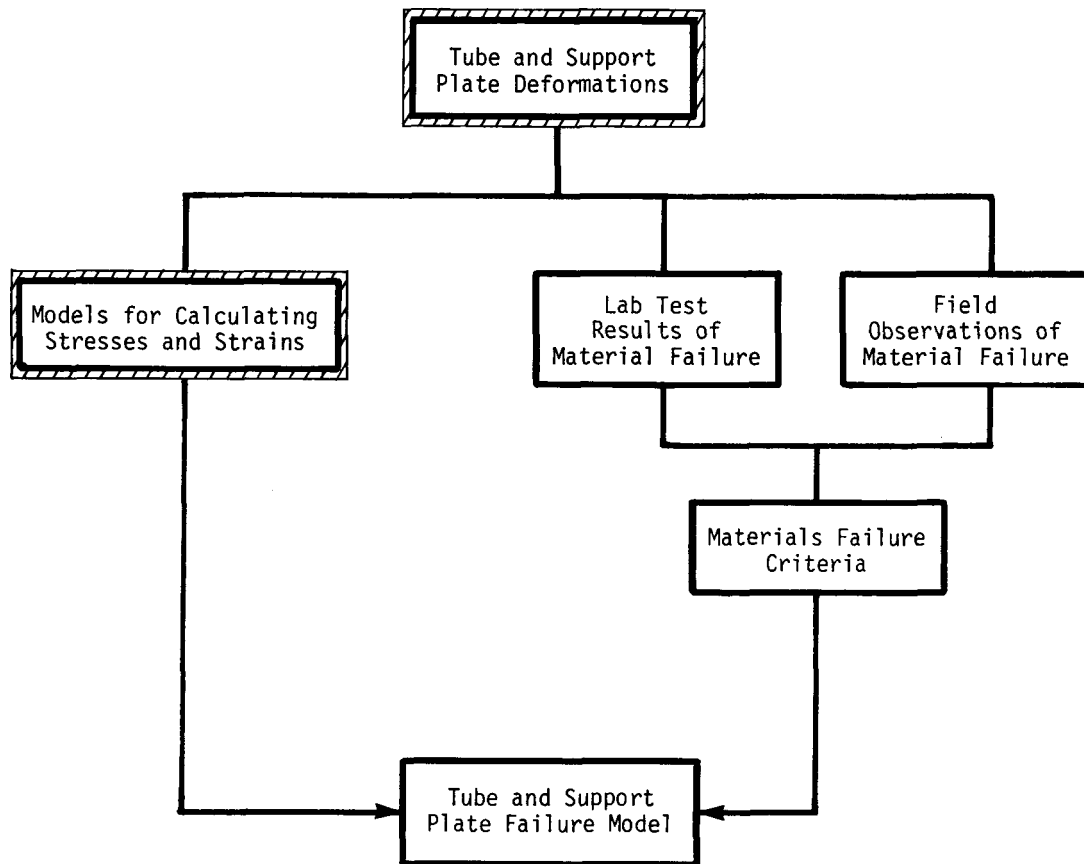 Tube and Support
Plate Deformations
Models for Calculating
Stresses and Strains
Lab Test
Results of
Material Failure
Field
Observations of
Material Failure
Materials Failure
Criteria
Tube and Support
Plate Failure Model